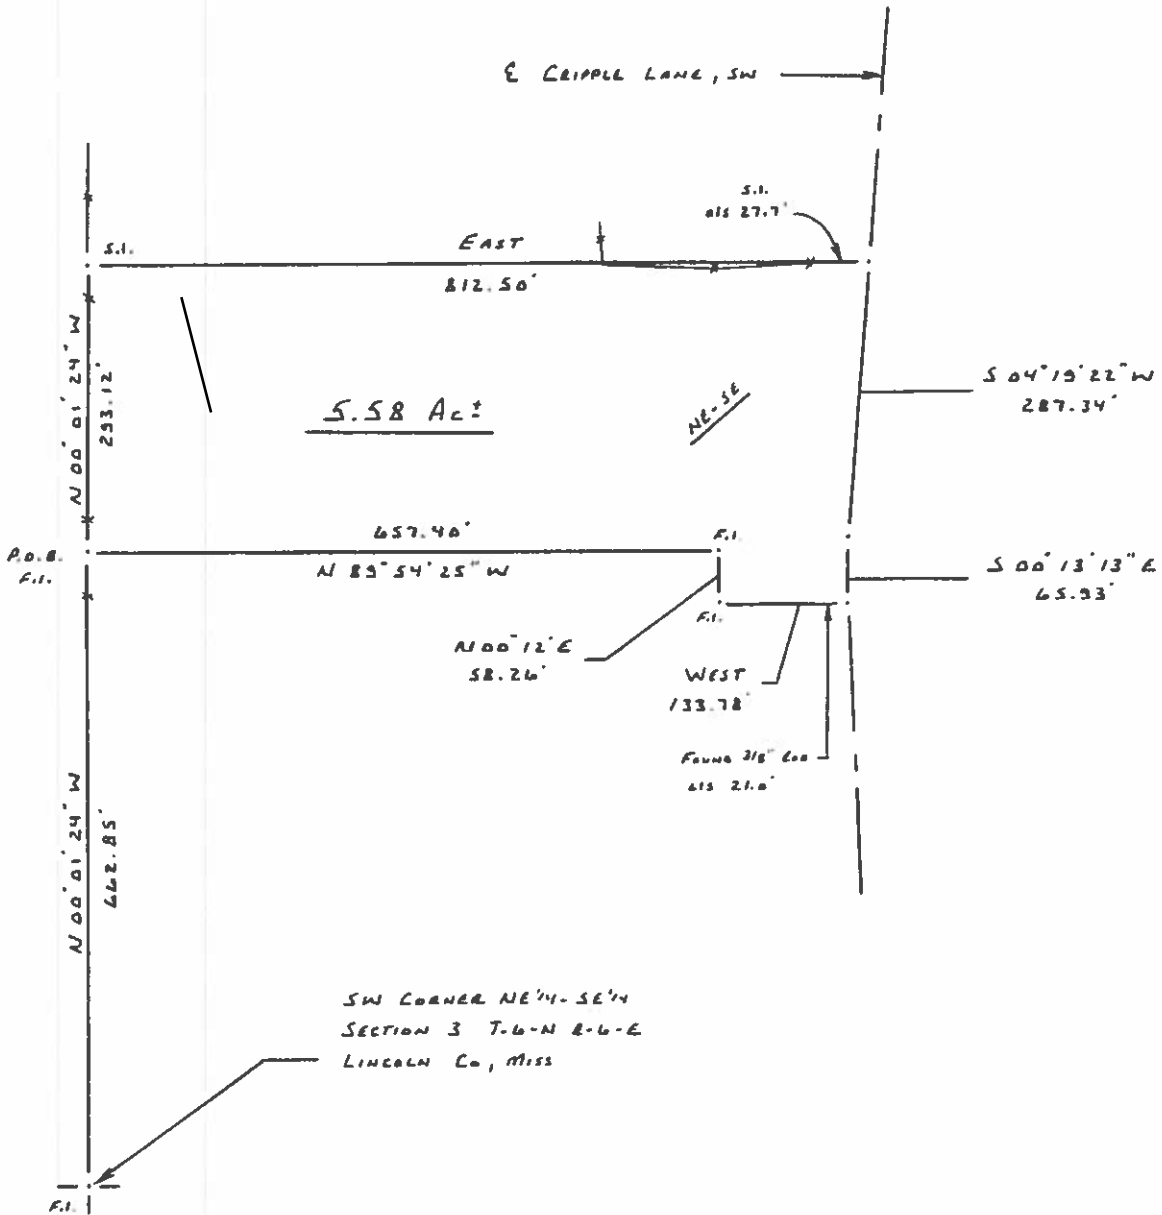 ℄ CRIPPLE LANE, SW
S.I.
O/S 27.7'
S.I.
EAST
812.50'
N 00°01'24" W
293.12'
5.58 Ac±
NE-SE
S 04°19'22" W
287.34'
657.40'
N 89°54'25" W
F.I.
P.O.B.
F.I.
S 00°13'13" E
65.93'
F.I.
N 00°12' E
58.26'
WEST
133.78'
FOUND 3/8" ROD
O/S 21.0'
N 00°01'24" W
662.85'
SW CORNER NE1/4-SE1/4
SECTION 3 T-6-N R-6-E
LINCOLN CO, MISS
F.I.